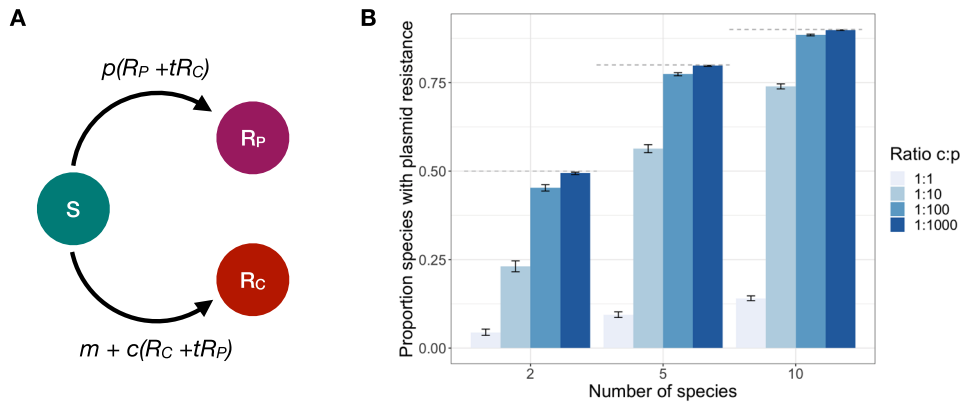 A
p(RP +tRC)
RP
S
RC
m + c(RC +tRP)
B
Proportion species with plasmid resistance
0.75
0.50
0.25
0.00
2
5
10
Number of species
Ratio c:p
1:1
1:10
1:100
1:1000